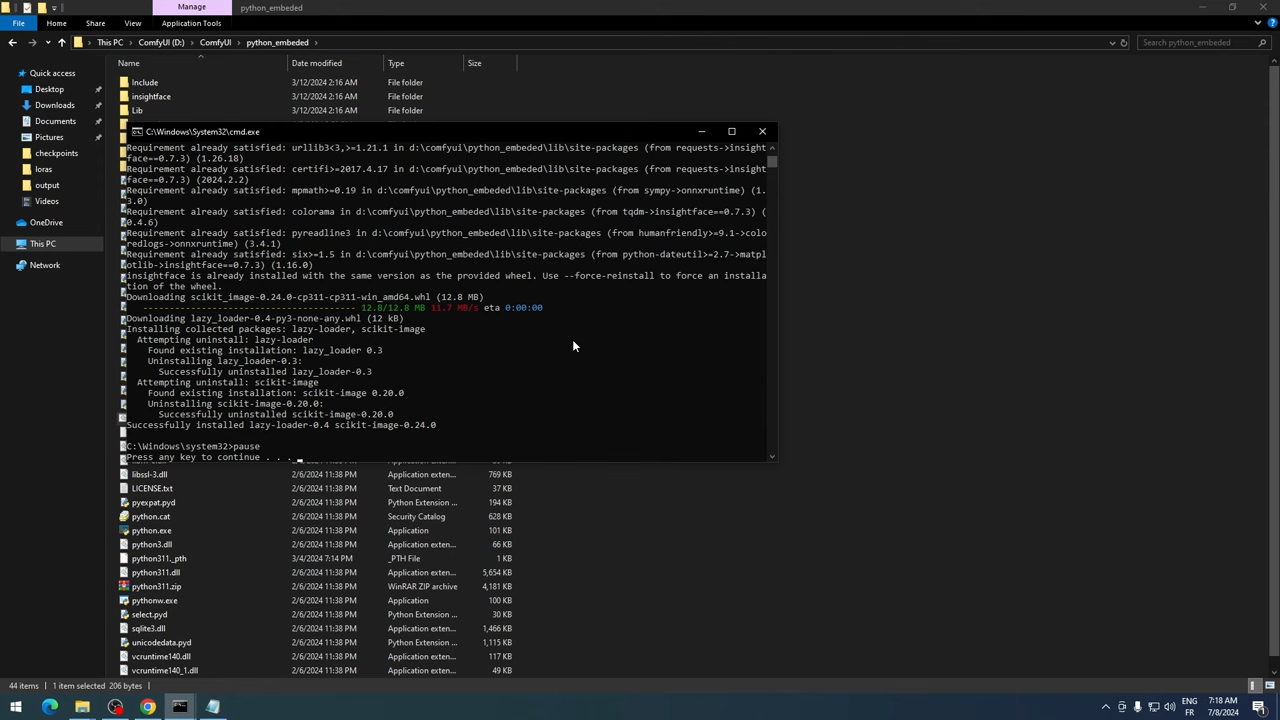 Manage
python_embeded
File
Home
Share
View
Application Tools
This PC
ComfyUI (D:)
ComfyUI
python_embeded
Search python_embeded
Name
Date modified
Type
Size
Quick access
Desktop
Downloads
Documents
Pictures
checkpoints
loras
output
Videos
OneDrive
This PC
Network
Include 3/12/2024 2:16 AM File folder
insightface 3/12/2024 2:16 AM File folder
Lib 3/12/2024 2:16 AM File folder
C:\Windows\System32\cmd.exe
Requirement already satisfied: urllib3<3,>=1.21.1 in d:\comfyui\python_embeded\lib\site-packages (from requests->insight
face==0.7.3) (1.26.18)
Requirement already satisfied: certifi>=2017.4.17 in d:\comfyui\python_embeded\lib\site-packages (from requests->insight
face==0.7.3) (2024.2.2)
Requirement already satisfied: mpmath>=0.19 in d:\comfyui\python_embeded\lib\site-packages (from sympy->onnxruntime) (1.
3.0)
Requirement already satisfied: colorama in d:\comfyui\python_embeded\lib\site-packages (from tqdm->insightface==0.7.3) (
0.4.6)
Requirement already satisfied: pyreadline3 in d:\comfyui\python_embeded\lib\site-packages (from humanfriendly>=9.1->colo
redlogs->onnxruntime) (3.4.1)
Requirement already satisfied: six>=1.5 in d:\comfyui\python_embeded\lib\site-packages (from python-dateutil>=2.7->matpl
otlib->insightface==0.7.3) (1.16.0)
insightface is already installed with the same version as the provided wheel. Use --force-reinstall to force an installa
tion of the wheel.
Downloading scikit_image-0.24.0-cp311-cp311-win_amd64.whl (12.8 MB)
---------------------------------------- 12.8/12.8 MB 11.7 MB/s eta 0:00:00
Downloading lazy_loader-0.4-py3-none-any.whl (12 kB)
Installing collected packages: lazy-loader, scikit-image
Attempting uninstall: lazy-loader
Found existing installation: lazy_loader 0.3
Uninstalling lazy_loader-0.3:
Successfully uninstalled lazy_loader-0.3
Attempting uninstall: scikit-image
Found existing installation: scikit-image 0.20.0
Uninstalling scikit-image-0.20.0:
Successfully uninstalled scikit-image-0.20.0
Successfully installed lazy-loader-0.4 scikit-image-0.24.0
C:\Windows\system32>pause
Press any key to continue . . .
libssl-3.dll 2/6/2024 11:38 PM Application exten... 769 KB
LICENSE.txt 2/6/2024 11:38 PM Text Document 37 KB
pyexpat.pyd 2/6/2024 11:38 PM Python Extension ... 194 KB
python.cat 2/6/2024 11:38 PM Security Catalog 628 KB
python.exe 2/6/2024 11:38 PM Application 101 KB
python3.dll 2/6/2024 11:38 PM Application exten... 66 KB
python311._pth 3/4/2024 7:14 PM _PTH File 1 KB
python311.dll 2/6/2024 11:38 PM Application exten... 5,654 KB
python311.zip 2/6/2024 11:38 PM WinRAR ZIP archive 4,181 KB
pythonw.exe 2/6/2024 11:38 PM Application 100 KB
select.pyd 2/6/2024 11:38 PM Python Extension ... 30 KB
sqlite3.dll 2/6/2024 11:38 PM Application exten... 1,466 KB
unicodedata.pyd 2/6/2024 11:38 PM Python Extension ... 1,115 KB
vcruntime140.dll 2/6/2024 11:38 PM Application exten... 117 KB
vcruntime140_1.dll 2/6/2024 11:38 PM Application exten... 49 KB
44 items
1 item selected 206 bytes
ENG
FR
7:18 AM
7/8/2024